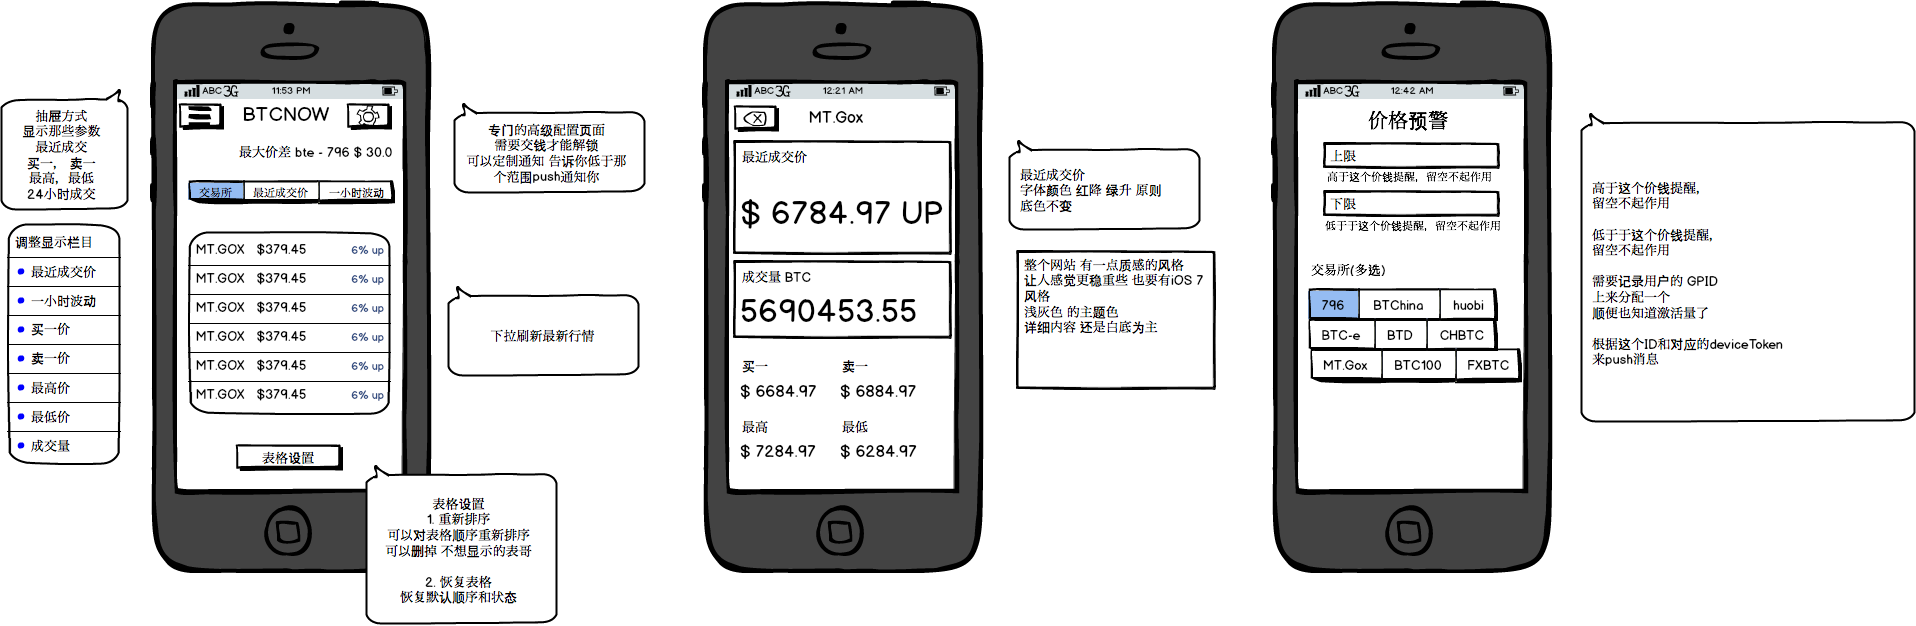 抽屉方式
显示那些参数
最近成交
买一, 卖一
最高, 最低
24小时成交
调整显示栏目
最近成交价
一小时波动
买一价
卖一价
最高价
最低价
成交量
ABC 3G 11:53 PM
BTCNOW
最大价差 bte - 796 $ 30.0
交易所 最近成交价 一小时波动
MT.GOX $379.45 6% up
MT.GOX $379.45 6% up
MT.GOX $379.45 6% up
MT.GOX $379.45 6% up
MT.GOX $379.45 6% up
MT.GOX $379.45 6% up
表格设置
专门的高级配置页面
需要交钱才能解锁
可以定制通知 告诉你低于那
个范围push通知你
下拉刷新最新行情
表格设置
1. 重新排序
可以对表格顺序重新排序
可以删掉 不想显示的表哥
2. 恢复表格
恢复默认顺序和状态
ABC 3G 12:21 AM
MT.Gox
最近成交价
$ 6784.97 UP
成交量 BTC
5690453.55
买一 卖一
$ 6684.97 $ 6884.97
最高 最低
$ 7284.97 $ 6284.97
最近成交价
字体颜色 红降 绿升 原则
底色不变
整个网站 有一点质感的风格
让人感觉更稳重些 也要有iOS 7
风格
浅灰色 的主题色
详细内容 还是白底为主
ABC 3G 12:42 AM
价格预警
上限
高于这个价钱提醒, 留空不起作用
下限
低于于这个价钱提醒, 留空不起作用
交易所(多选)
796 BTChina huobi
BTC-e BTD CHBTC
MT.Gox BTC100 FXBTC
高于这个价钱提醒,
留空不起作用
低于于这个价钱提醒,
留空不起作用
需要记录用户的 GPID
上来分配一个
顺便也知道激活量了
根据这个ID和对应的deviceToken
来push消息